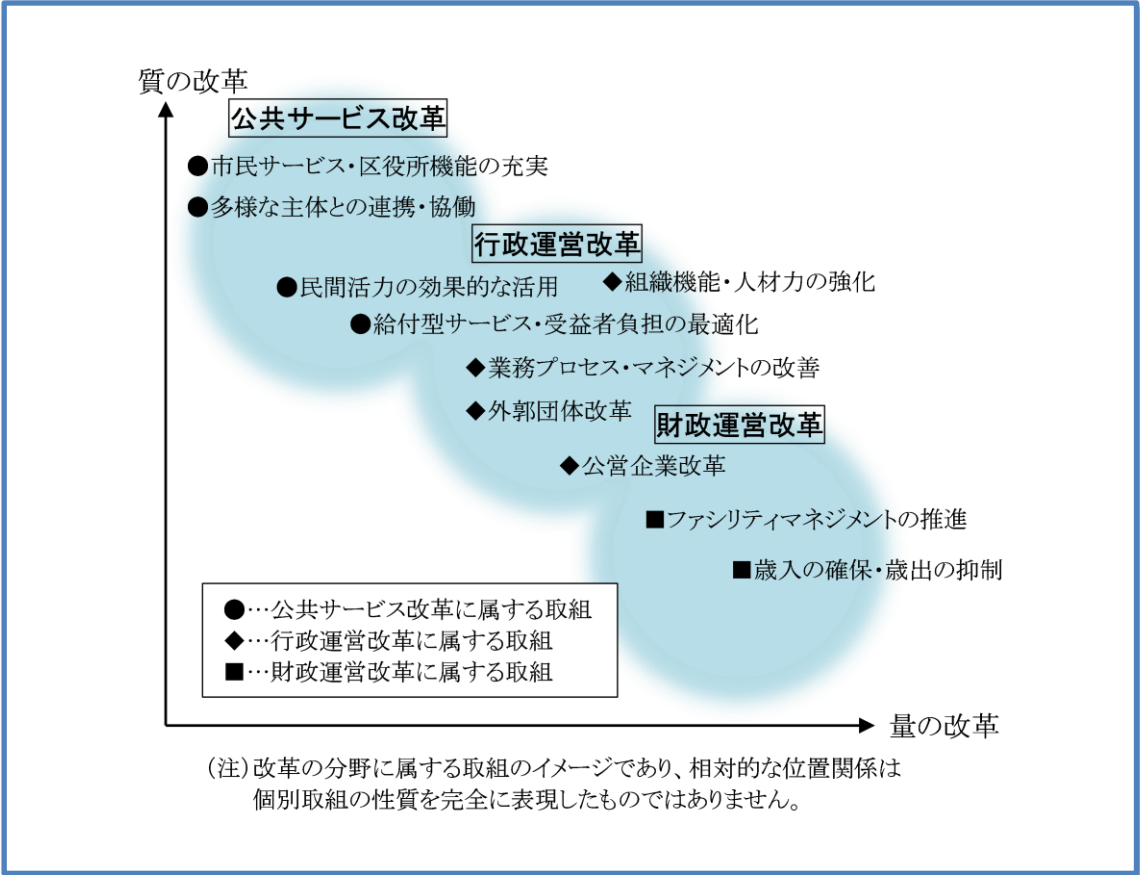 質の改革
公共サービス改革
●市民サービス・区役所機能の充実
●多様な主体との連携・協働
行政運営改革
●民間活力の効果的な活用
◆組織機能・人材力の強化
●給付型サービス・受益者負担の最適化
◆業務プロセス・マネジメントの改善
◆外郭団体改革
財政運営改革
◆公営企業改革
■ファシリティマネジメントの推進
■歳入の確保・歳出の抑制
●…公共サービス改革に属する取組
◆…行政運営改革に属する取組
■…財政運営改革に属する取組
量の改革
（注）改革の分野に属する取組のイメージであり、相対的な位置関係は
個別取組の性質を完全に表現したものではありません。